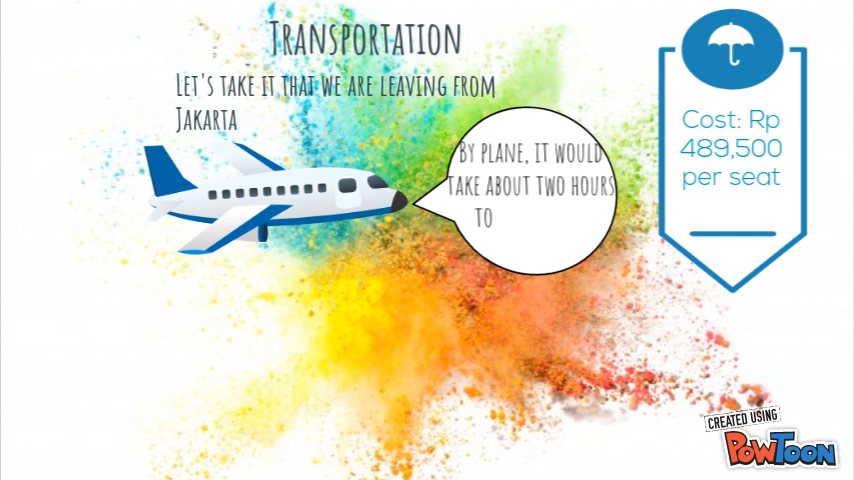 Transportation
Let's take it that we are leaving from
Jakarta
By plane, it would
take about two hours
to
Cost: Rp
489,500
per seat
CREATED USING
PowToon